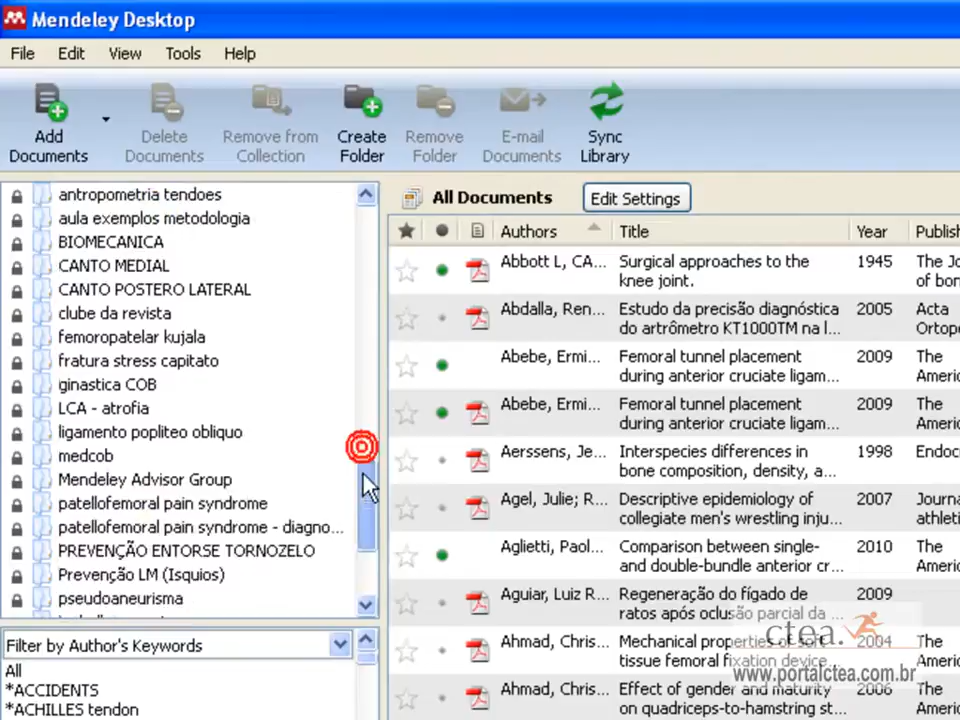 Mendeley Desktop
File Edit View Tools Help
Add Documents
Delete Documents
Remove from Collection
Create Folder
Remove Folder
E-mail Documents
Sync Library
antropometria tendoes
aula exemplos metodologia
BIOMECANICA
CANTO MEDIAL
CANTO POSTERO LATERAL
clube da revista
femoropatelar kujala
fratura stress capitato
ginastica COB
LCA - atrofia
ligamento popliteo obliquo
medcob
Mendeley Advisor Group
patellofemoral pain syndrome
patellofemoral pain syndrome - diagno...
PREVENÇÃO ENTORSE TORNOZELO
Prevenção LM (Isquios)
pseudoaneurisma
Filter by Author's Keywords
All
*ACCIDENTS
*ACHILLES tendon
All Documents Edit Settings
Authors Title Year Publish
Abbott L, CA... Surgical approaches to the 1945 The Jo
knee joint. of bon
Abdalla, Ren... Estudo da precisão diagnóstica 2005 Acta
do artrômetro KT1000TM na l... Ortop
Abebe, Ermi... Femoral tunnel placement 2009 The
during anterior cruciate ligam... Americ
Abebe, Ermi... Femoral tunnel placement 2009 The
during anterior cruciate ligam... Americ
Aerssens, Je... Interspecies differences in 1998 Endoc
bone composition, density, a...
Agel, Julie; R... Descriptive epidemiology of 2007 Journa
collegiate men's wrestling inju... athleti
Aglietti, Paol... Comparison between single- 2010 The
and double-bundle anterior cr... Americ
Aguiar, Luiz R... Regeneração do fígado de 2009
ratos após oclusão parcial da ...
Ahmad, Chris... Mechanical properties of soft 2004 The
tissue femoral fixation device... Americ
Ahmad, Chris... Effect of gender and maturity 2006 The
on quadriceps-to-hamstring st... Americ
ctea.
www.portalctea.com.br